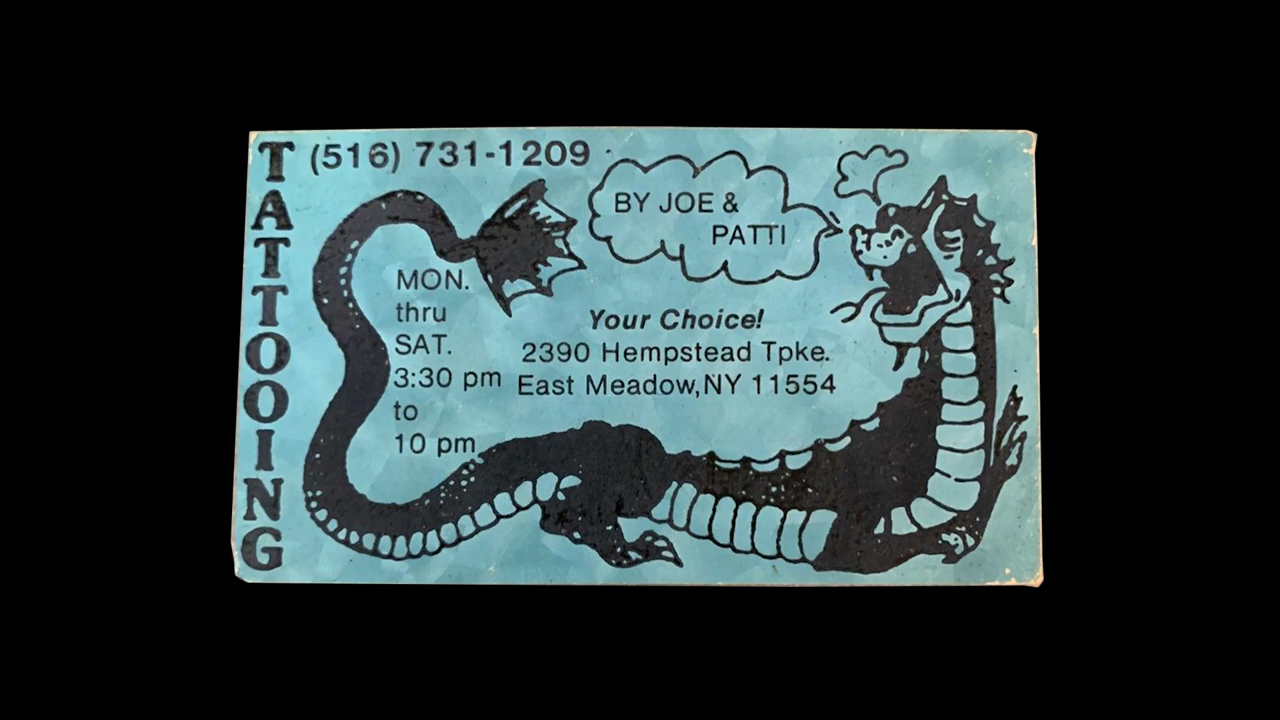 TATTOOING
(516) 731-1209
BY JOE &
PATTI
MON.
thru
SAT.
3:30 pm
to
10 pm
Your Choice!
2390 Hempstead Tpke.
East Meadow,NY 11554